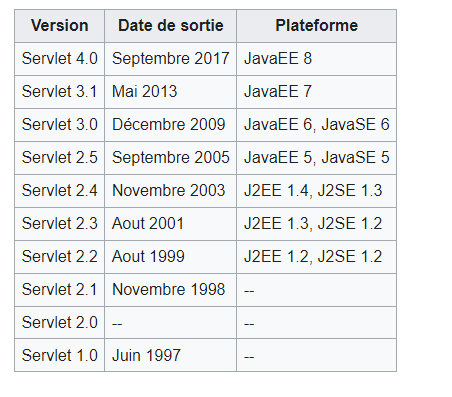 Version Date de sortie Plateforme
Servlet 4.0 Septembre 2017 JavaEE 8
Servlet 3.1 Mai 2013 JavaEE 7
Servlet 3.0 Décembre 2009 JavaEE 6, JavaSE 6
Servlet 2.5 Septembre 2005 JavaEE 5, JavaSE 5
Servlet 2.4 Novembre 2003 J2EE 1.4, J2SE 1.3
Servlet 2.3 Aout 2001 J2EE 1.3, J2SE 1.2
Servlet 2.2 Aout 1999 J2EE 1.2, J2SE 1.2
Servlet 2.1 Novembre 1998 --
Servlet 2.0 -- --
Servlet 1.0 Juin 1997 --